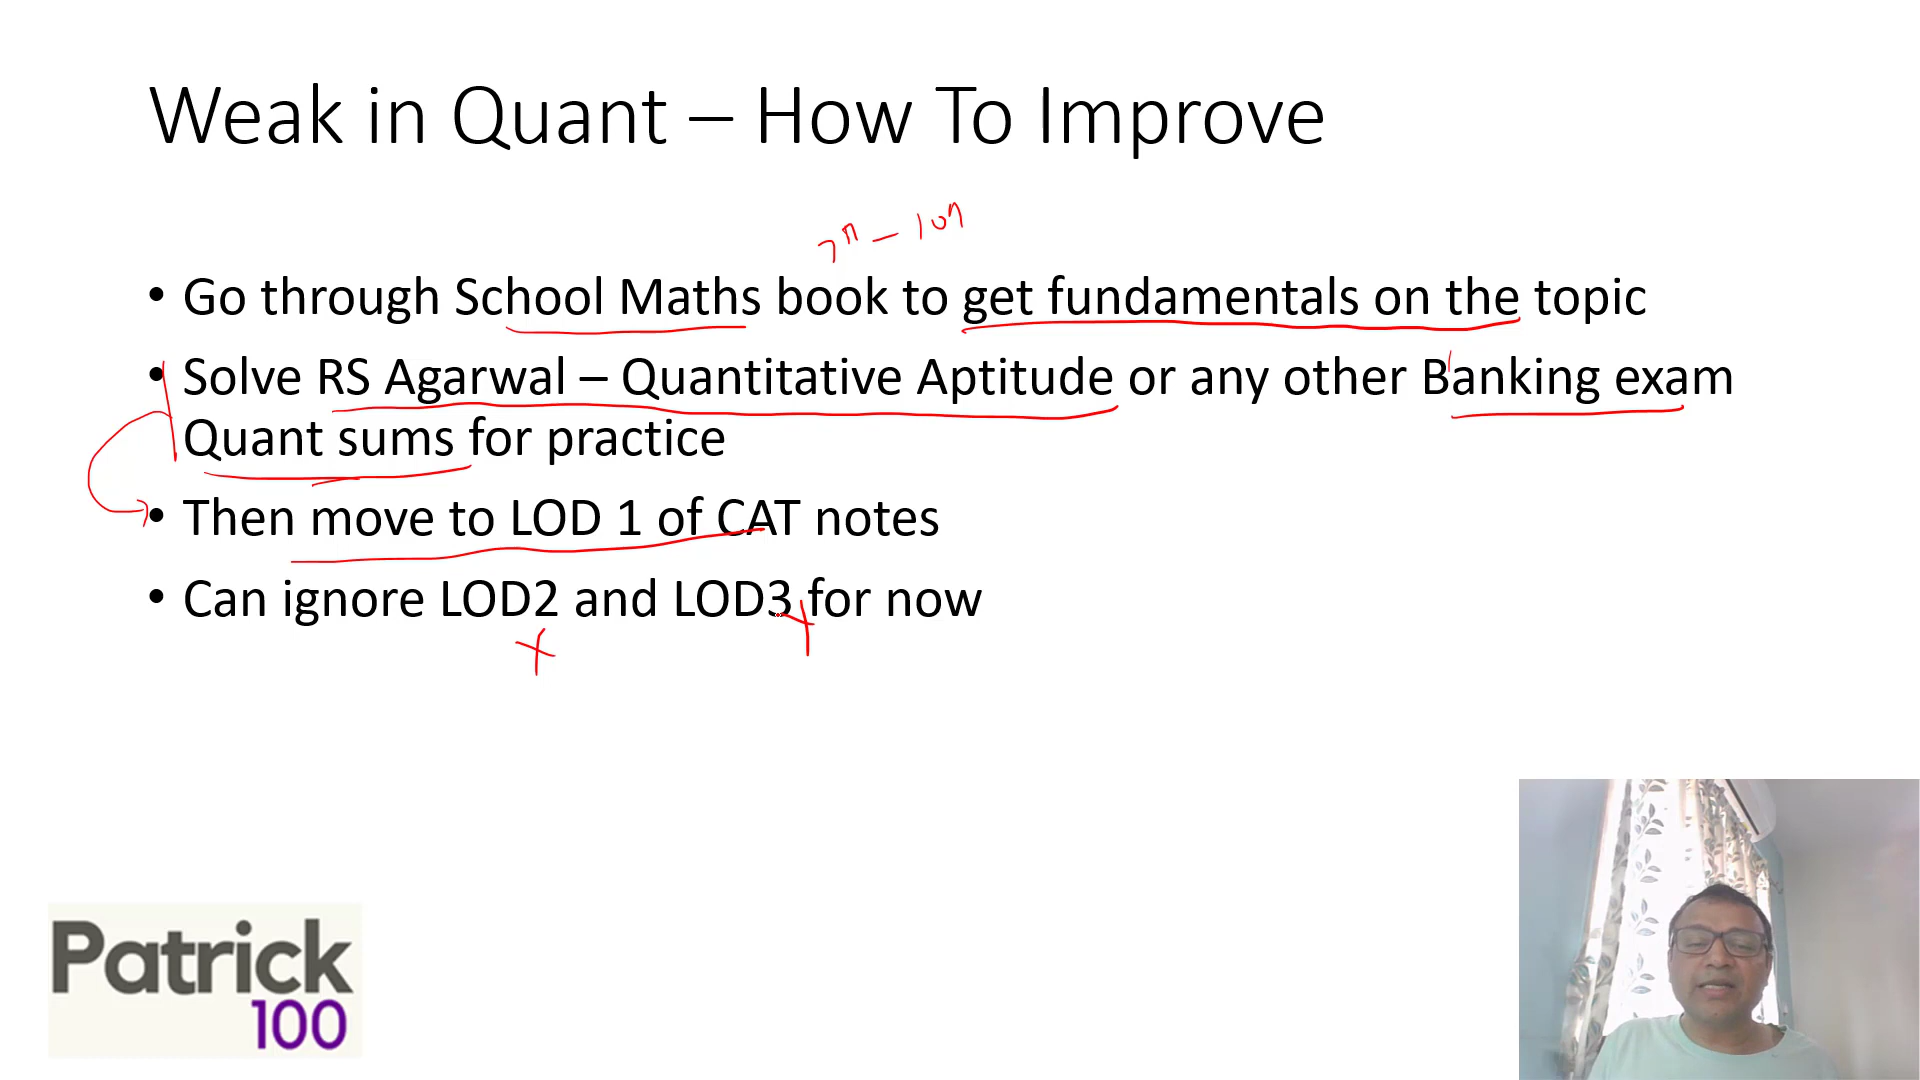 Weak in Quant – How To Improve
7th – 10th
• Go through School Maths book to get fundamentals on the topic
• Solve RS Agarwal – Quantitative Aptitude or any other Banking exam
Quant sums for practice
• Then move to LOD 1 of CAT notes
• Can ignore LOD2 and LOD3 for now
Patrick
100